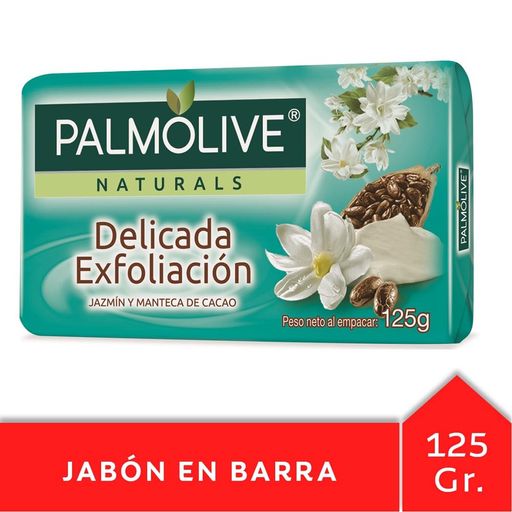 PALMOLIVE®
NATURALS
Delicada
Exfoliación
JAZMÍN Y MANTECA DE CACAO
Peso neto al empacar: 125g
PALMOLIVE
JABÓN EN BARRA
125
Gr.